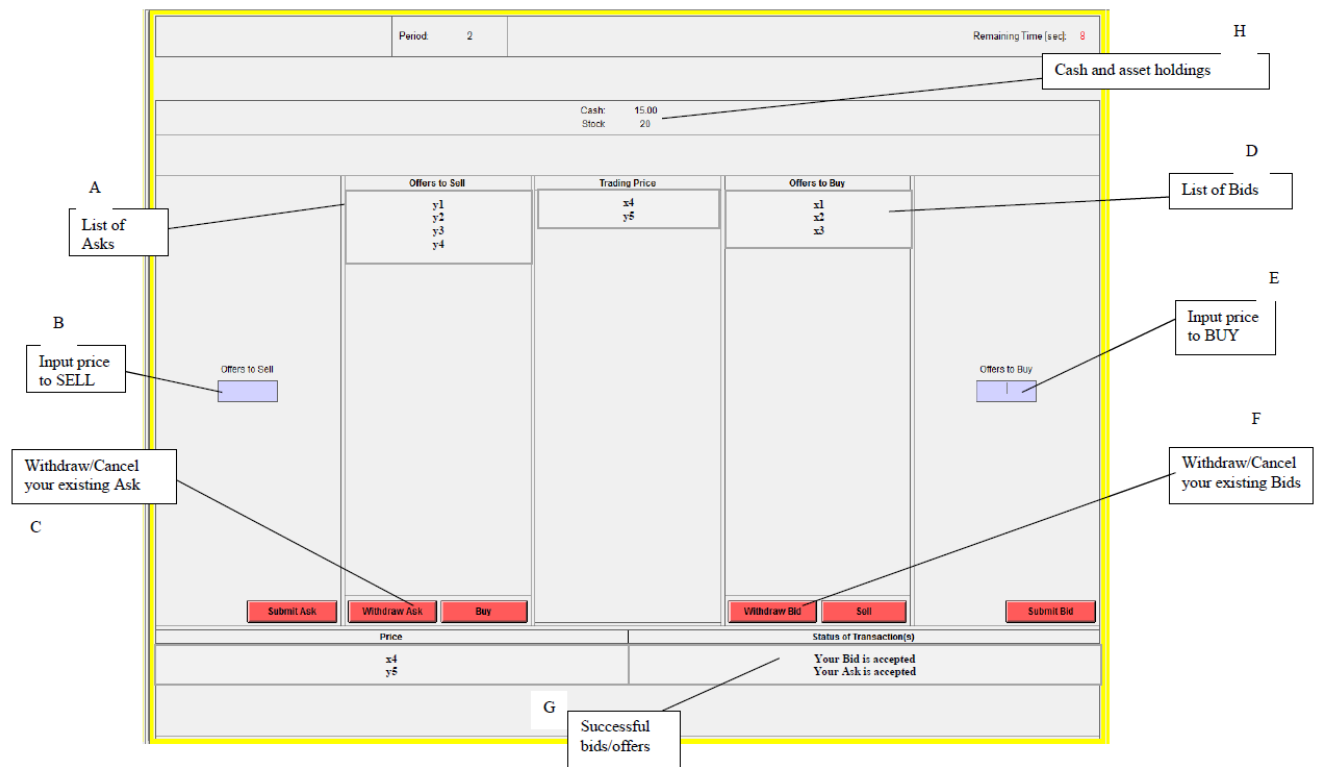 Period: 2
Remaining Time [sec]: 8
H
Cash and asset holdings
Cash: 15.00
Stock 20
D
List of Bids
A
List of
Asks
Offers to Sell
y1
y2
y3
y4
Trading Price
x4
y5
Offers to Buy
x1
x2
x3
E
Input price
to BUY
B
Input price
to SELL
Offers to Sell
Offers to Buy
F
Withdraw/Cancel
your existing Bids
Withdraw/Cancel
your existing Ask
C
Submit Ask
Withdraw Ask
Buy
Withdraw Bid
Sell
Submit Bid
Price
Status of Transaction(s)
x4
Your Bid is accepted
y5
Your Ask is accepted
G
Successful
bids/offers